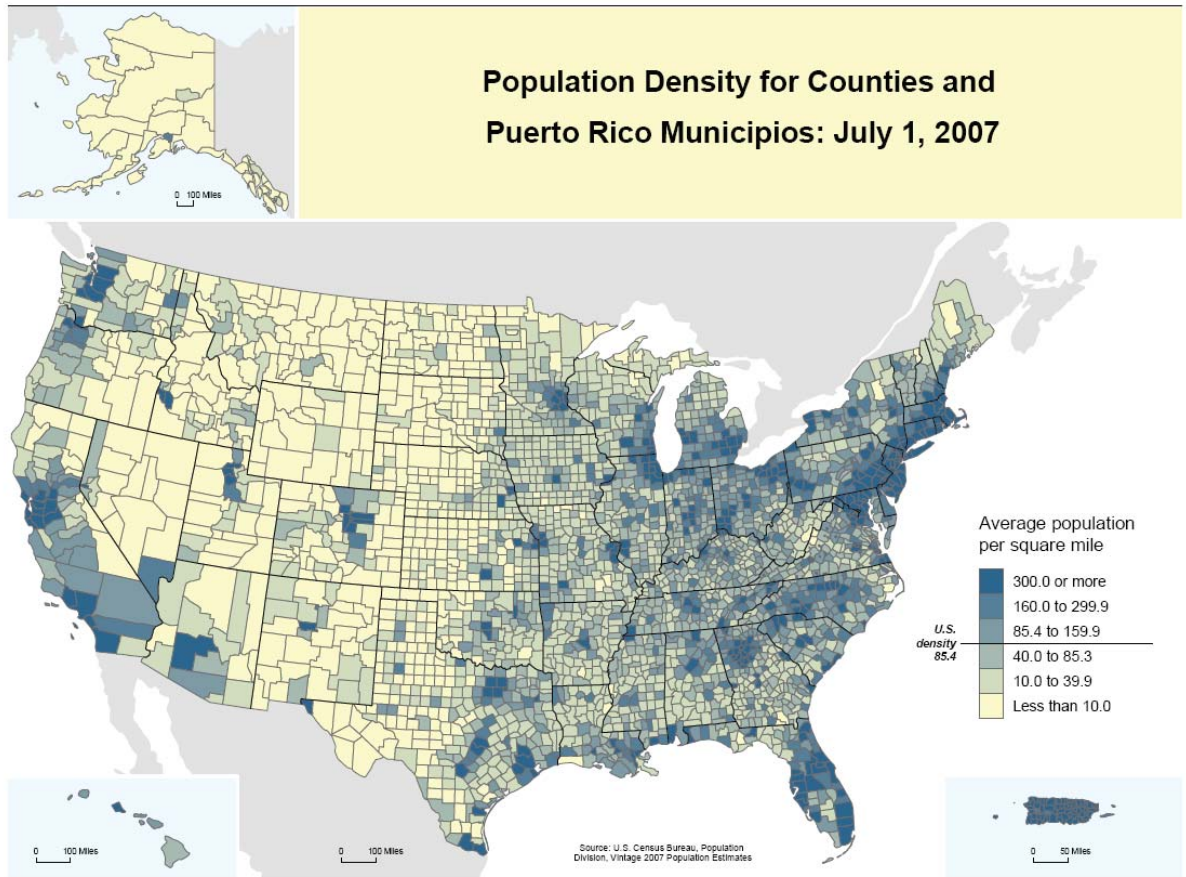 Population Density for Counties and
Puerto Rico Municipios: July 1, 2007
0 100 Miles
Average population
per square mile
300.0 or more
160.0 to 299.9
85.4 to 159.9
U.S.
density
85.4
40.0 to 85.3
10.0 to 39.9
Less than 10.0
0 100 Miles
0 100 Miles
Source: U.S. Census Bureau, Population
Division, Vintage 2007 Population Estimates
0 50 Miles